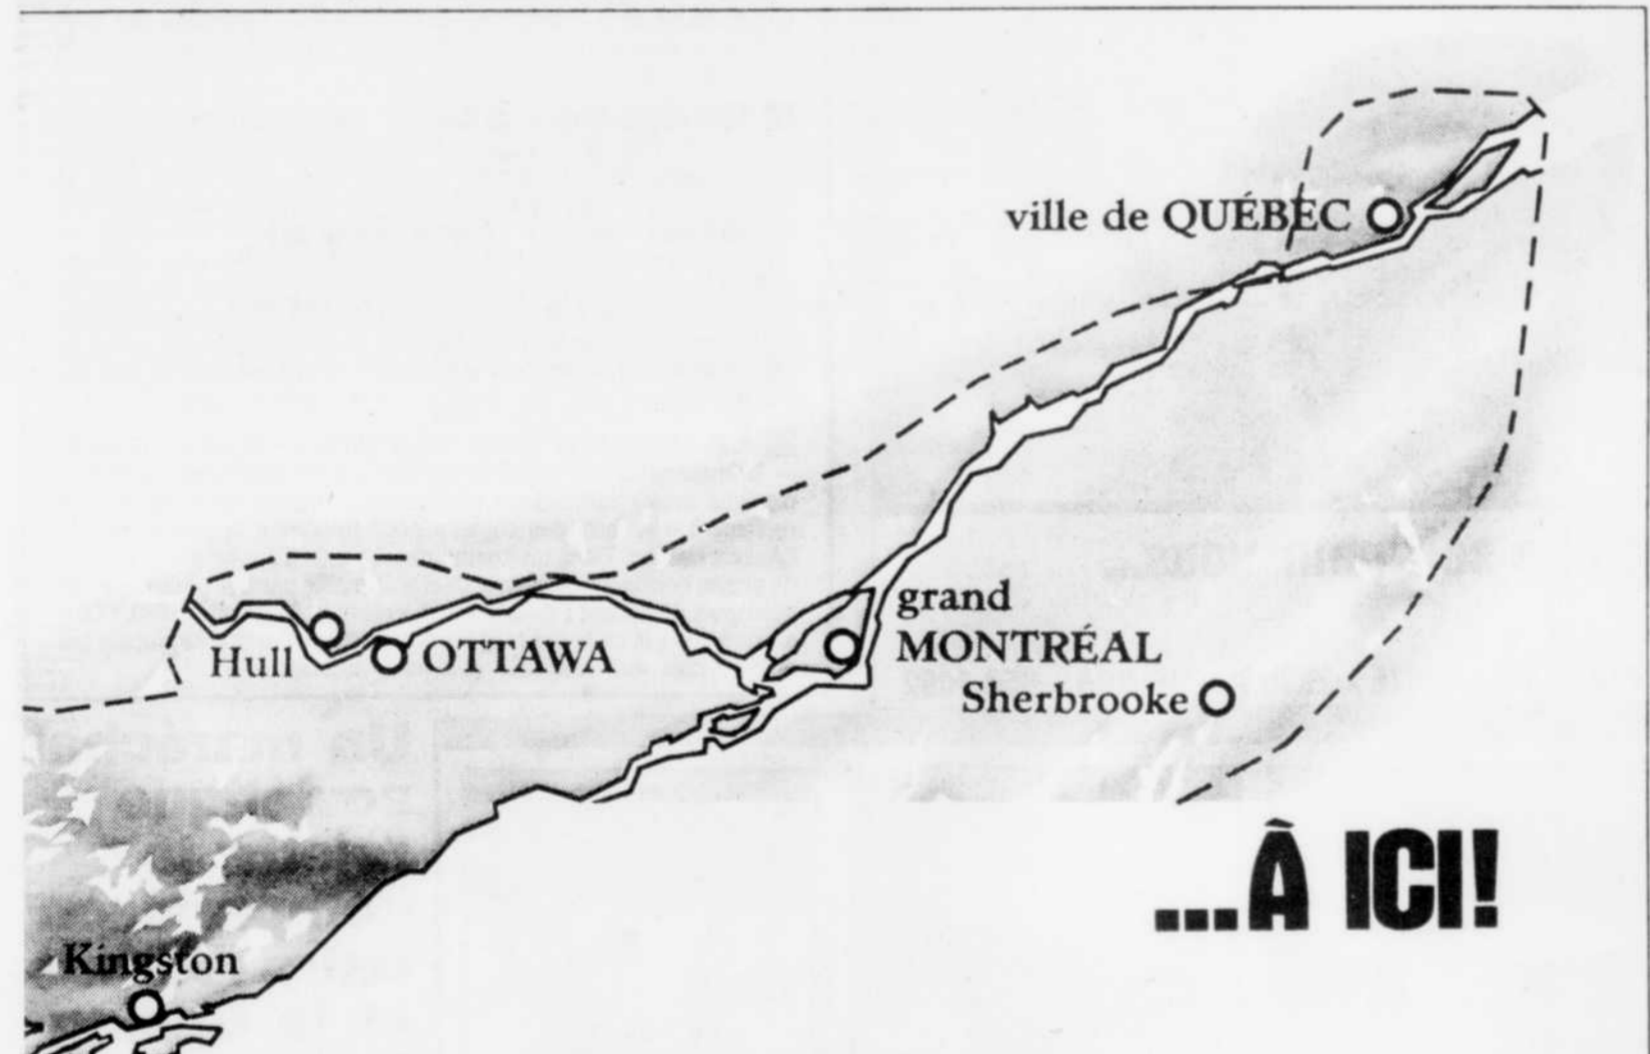 ville de QUÉBEC
grand
MONTRÉAL
Hull
OTTAWA
Sherbrooke
...À ICI!
Kingston